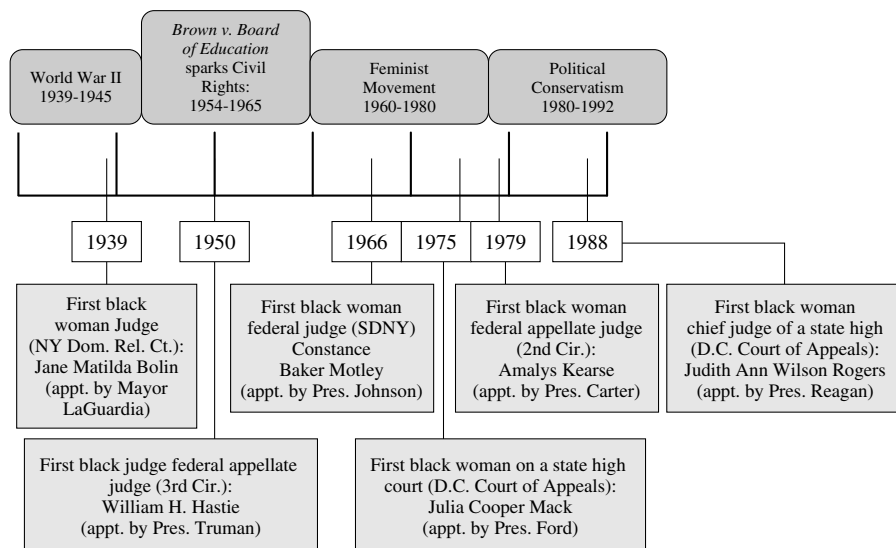 World War II
1939-1945
Brown v. Board
of Education
sparks Civil
Rights:
1954-1965
Feminist
Movement
1960-1980
Political
Conservatism
1980-1992
1939
1950
1966
1975
1979
1988
First black
woman Judge
(NY Dom. Rel. Ct.):
Jane Matilda Bolin
(appt. by Mayor
LaGuardia)
First black woman
federal judge (SDNY)
Constance
Baker Motley
(appt. by Pres. Johnson)
First black woman
federal appellate judge
(2nd Cir.):
Amalys Kearse
(appt. by Pres. Carter)
First black woman
chief judge of a state high
(D.C. Court of Appeals):
Judith Ann Wilson Rogers
(appt. by Pres. Reagan)
First black judge federal appellate
judge (3rd Cir.):
William H. Hastie
(appt. by Pres. Truman)
First black woman on a state high
court (D.C. Court of Appeals):
Julia Cooper Mack
(appt. by Pres. Ford)